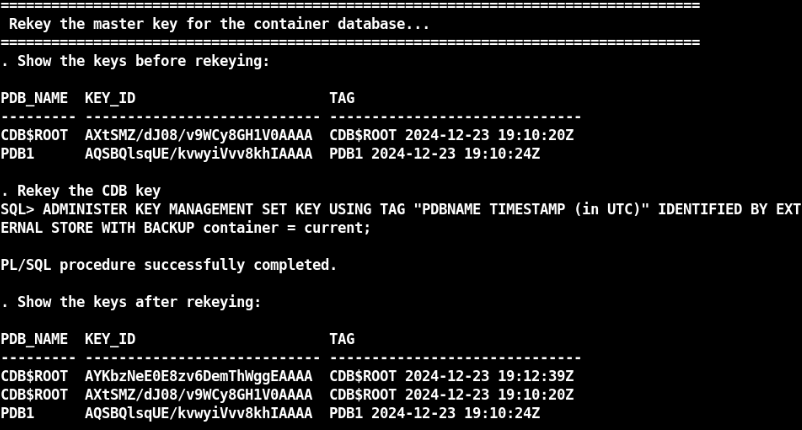 ===================================================================================
 Rekey the master key for the container database...
===================================================================================
. Show the keys before rekeying:
PDB_NAME  KEY_ID                       TAG
--------- ---------------------------- ------------------------------
CDB$ROOT  AXtSMZ/dJ08/v9WCy8GH1V0AAAA  CDB$ROOT 2024-12-23 19:10:20Z
PDB1      AQSBQlsqUE/kvwyiVvv8khIAAAA  PDB1 2024-12-23 19:10:24Z
. Rekey the CDB key
SQL> ADMINISTER KEY MANAGEMENT SET KEY USING TAG "PDBNAME TIMESTAMP (in UTC)" IDENTIFIED BY EXT
ERNAL STORE WITH BACKUP container = current;
PL/SQL procedure successfully completed.
. Show the keys after rekeying:
PDB_NAME  KEY_ID                       TAG
--------- ---------------------------- ------------------------------
CDB$ROOT  AYKbzNeE0E8zv6DemThWggEAAAA  CDB$ROOT 2024-12-23 19:12:39Z
CDB$ROOT  AXtSMZ/dJ08/v9WCy8GH1V0AAAA  CDB$ROOT 2024-12-23 19:10:20Z
PDB1      AQSBQlsqUE/kvwyiVvv8khIAAAA  PDB1 2024-12-23 19:10:24Z